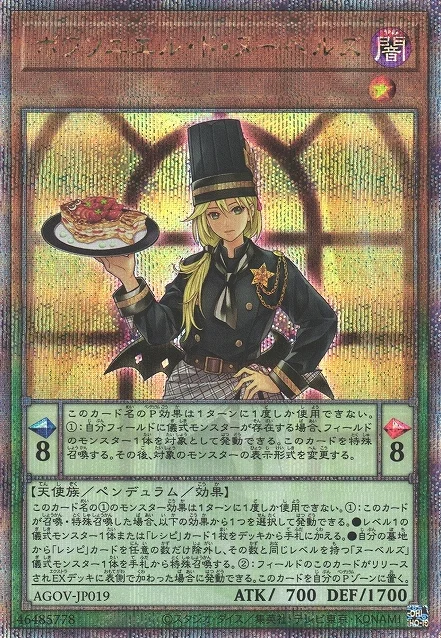 ポワソニエル・ド・ヌーベルズ
闇
このカード名のP効果は1ターンに1度しか使用できない。
①:自分フィールドに儀式モンスターが存在する場合、フィールド
のモンスター1体を対象として発動できる。このカードを特殊
召喚する。その後、対象のモンスターの表示形式を変更する。
8
8
【天使族/ペンデュラム/効果】
このカード名の①のモンスター効果は1ターンに1度しか使用できない。①:このカード
が召喚・特殊召喚した場合、以下の効果から1つを選択して発動できる。●レベル1の
儀式モンスター1体または「レシピ」カード1枚をデッキから手札に加える。●自分の墓地
から「レシピ」カードを任意の数だけ除外し、その数と同じレベルを持つ「ヌーベルズ」
儀式モンスター1体を手札から特殊召喚する。②:フィールドのこのカードがリリース
されEXデッキに表側で加わった場合に発動できる。このカードを自分のPゾーンに置く。
AGOV-JP019
ATK/ 700 DEF/1700
46485778
©スタジオ・ダイス/集英社・テレビ東京・KONAMI